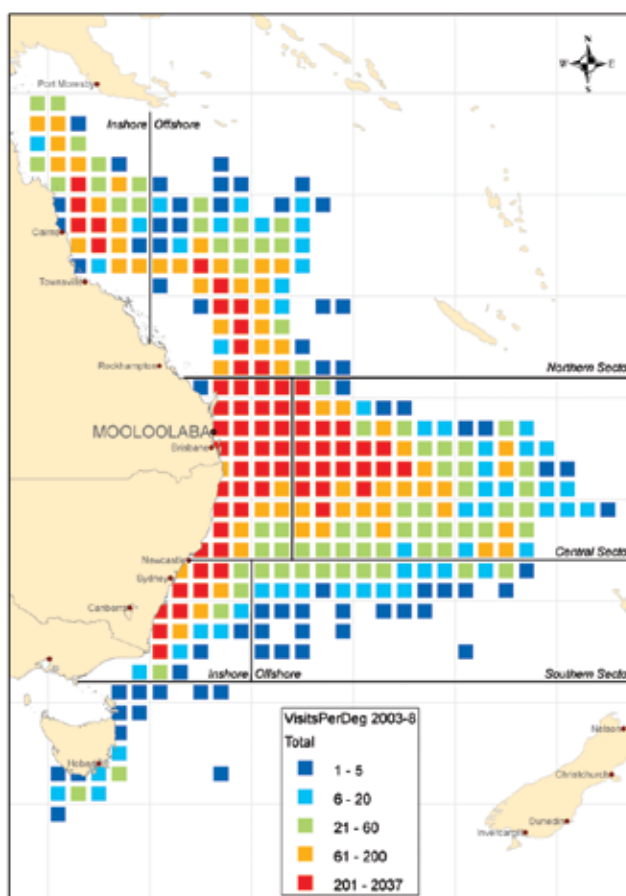 N
W E
S
Port Moresby
Inshore Offshore
Cairns
Townsville
Rockhampton
Northern Secto
MOOLOOLABA
Brisbane
Newcastle
Central Secto
Sydney
Canberra
Inshore Offshore
Southern Secto
VisitsPerDeg 2003-8
Total
1 - 5
6 - 20
21 - 60
61 - 200
201 - 2037
Nelson
Hobart
Christchurch
Dunedin
Invercargill